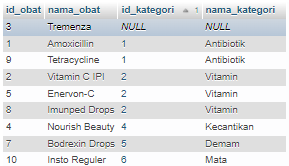 id_obat nama_obat id_kategori 1 nama_kategori
3 Tremenza NULL NULL
1 Amoxicillin 1 Antibiotik
9 Tetracycline 1 Antibiotik
2 Vitamin C IPI 2 Vitamin
5 Enervon-C 2 Vitamin
8 Imunped Drops 2 Vitamin
4 Nourish Beauty 4 Kecantikan
7 Bodrexin Drops 5 Demam
10 Insto Reguler 6 Mata